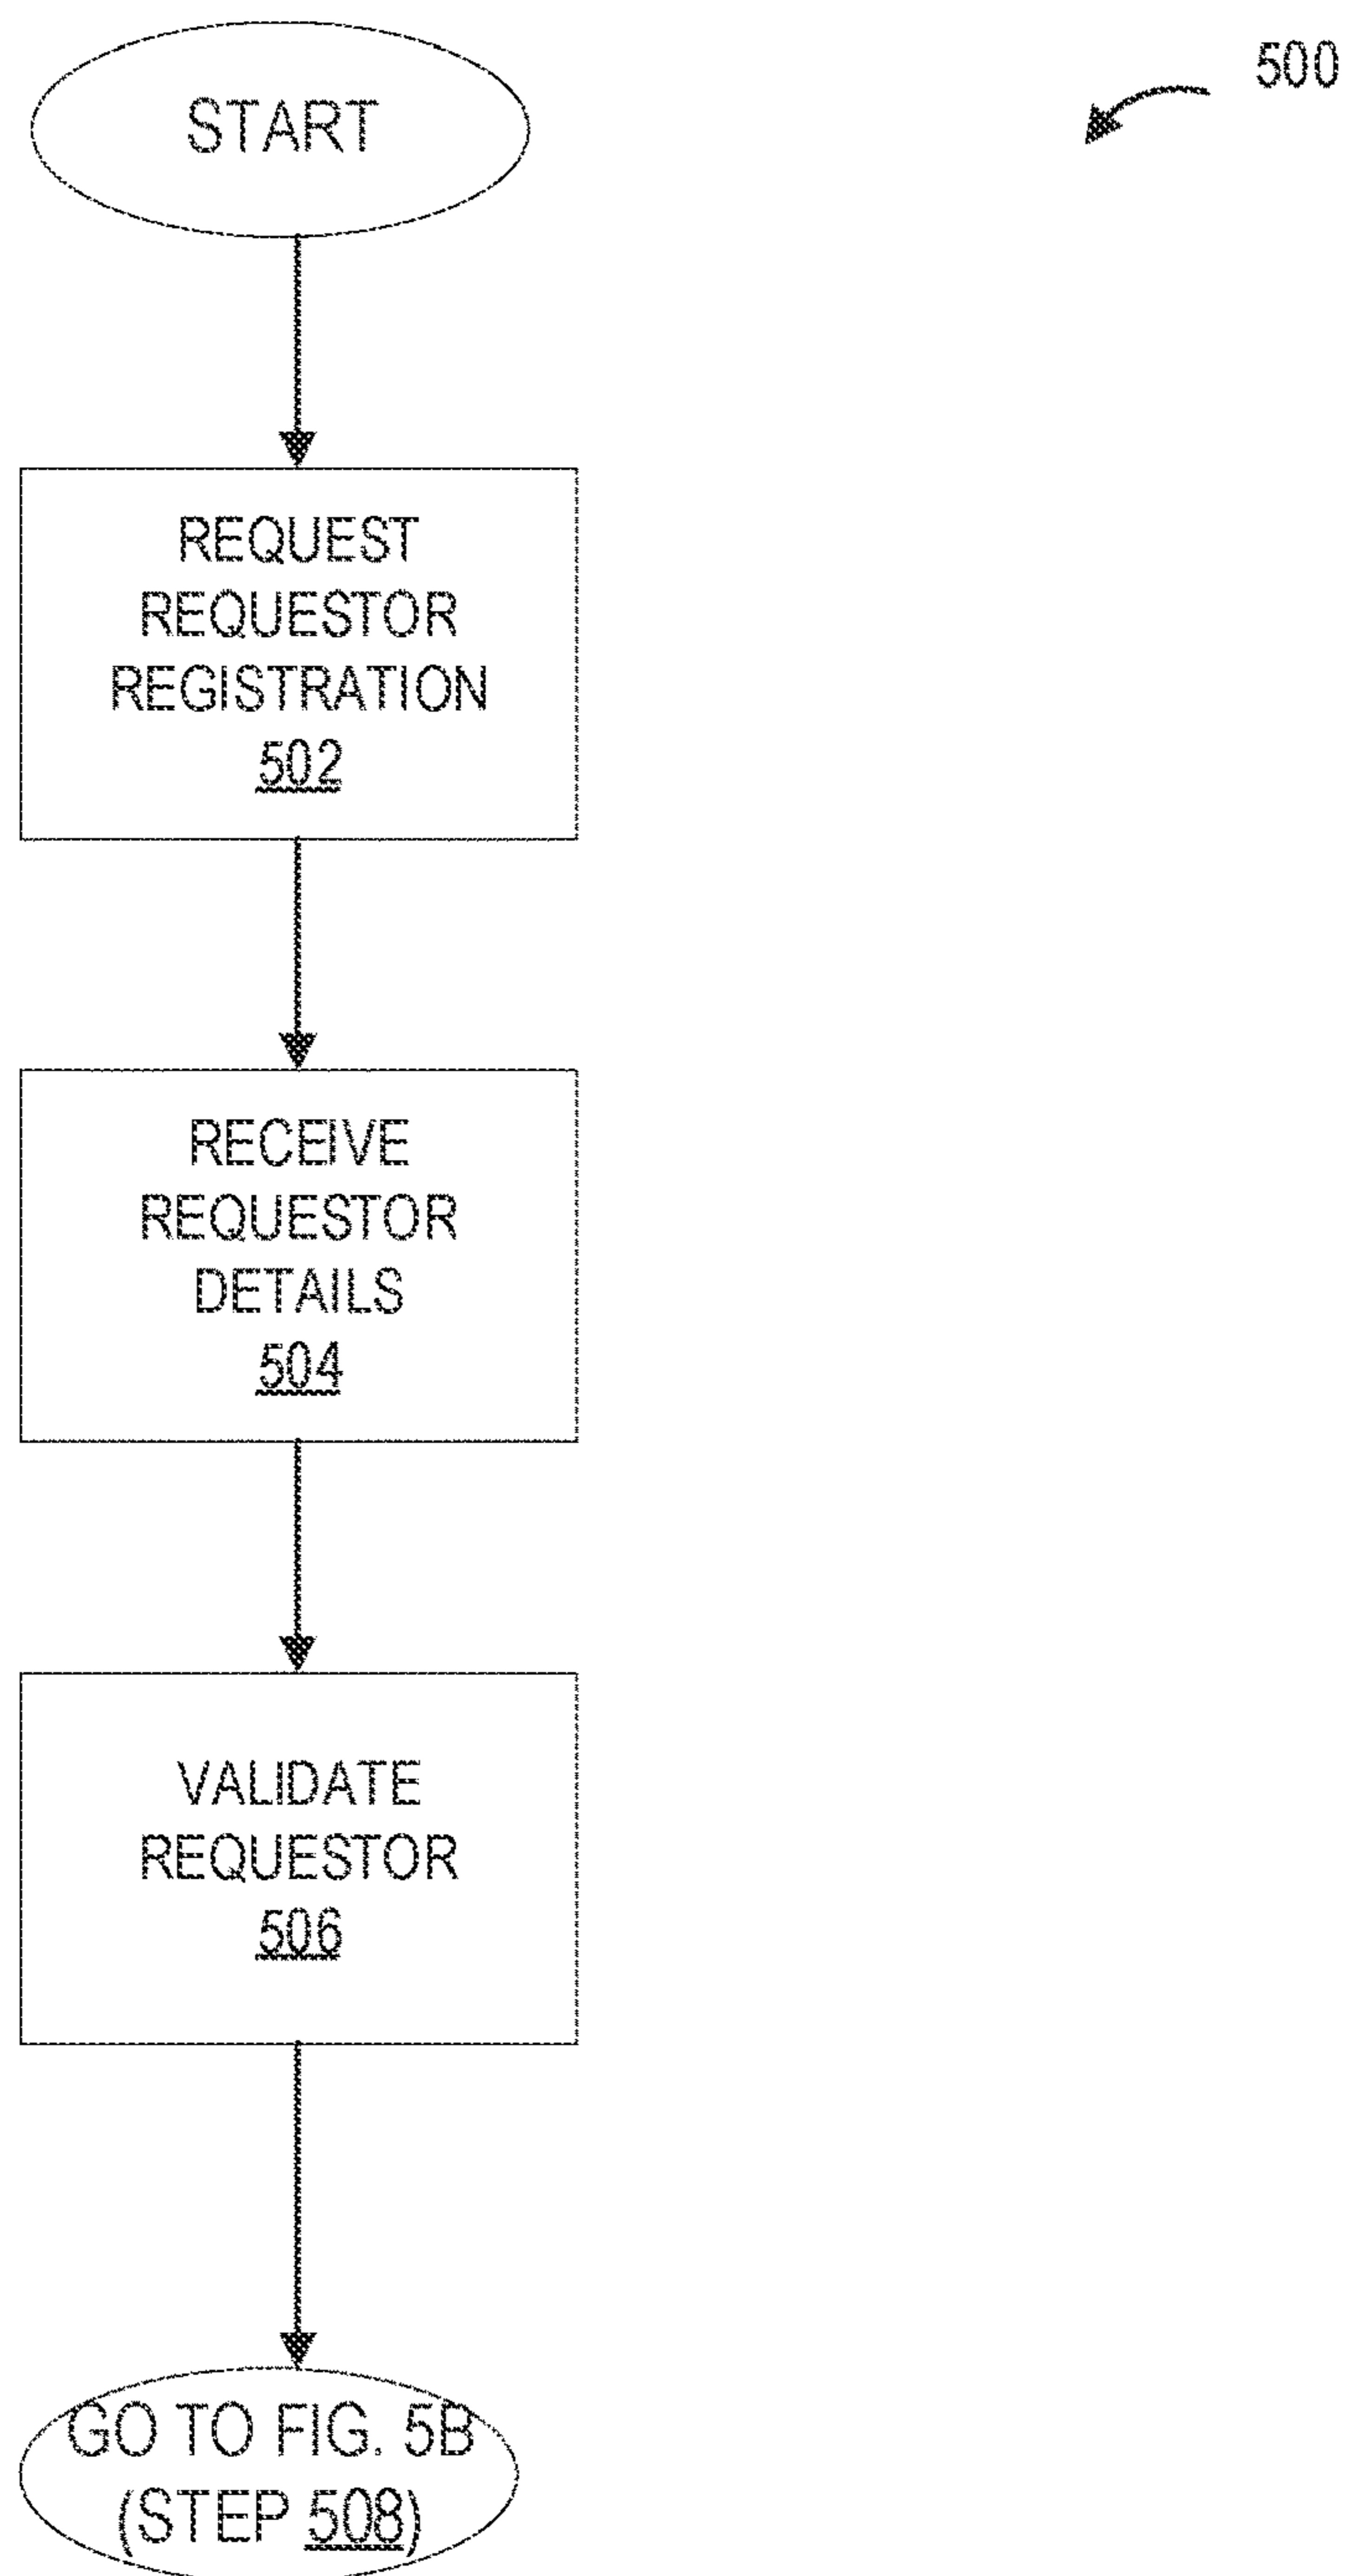 START
500
REQUEST
REQUESTOR
REGISTRATION
502
RECEIVE
REQUESTOR
DETAILS
504
VALIDATE
REQUESTOR
506
GO TO FIG. 5B
(STEP 508)